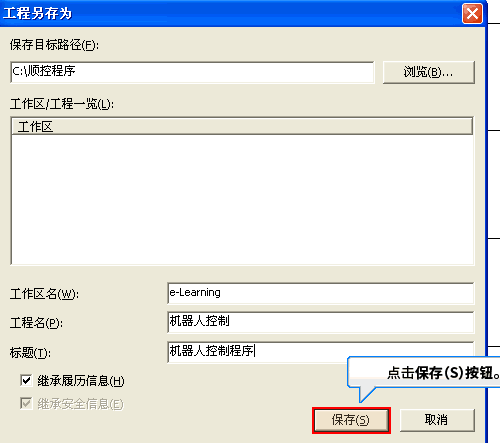 工程另存为
保存目标路径(F):
C:\顺控程序
浏览(B)...
工作区/工程一览(L):
工作区
工作区名(W):
e-Learning
工程名(P):
机器人控制
标题(T):
机器人控制程序
继承履历信息(H)
点击保存(S)按钮。
继承安全信息(E)
保存(S)
取消